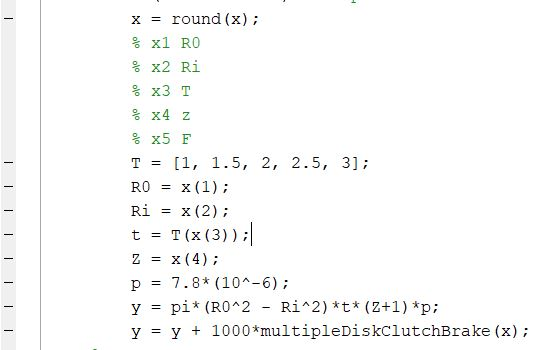 x = round(x);
% x1 R0
% x2 Ri
% x3 T
% x4 z
% x5 F
T = [1, 1.5, 2, 2.5, 3];
R0 = x(1);
Ri = x(2);
t = T(x(3));
Z = x(4);
p = 7.8*(10^-6);
y = pi*(R0^2 - Ri^2)*t*(Z+1)*p;
y = y + 1000*multipleDiskClutchBrake(x);